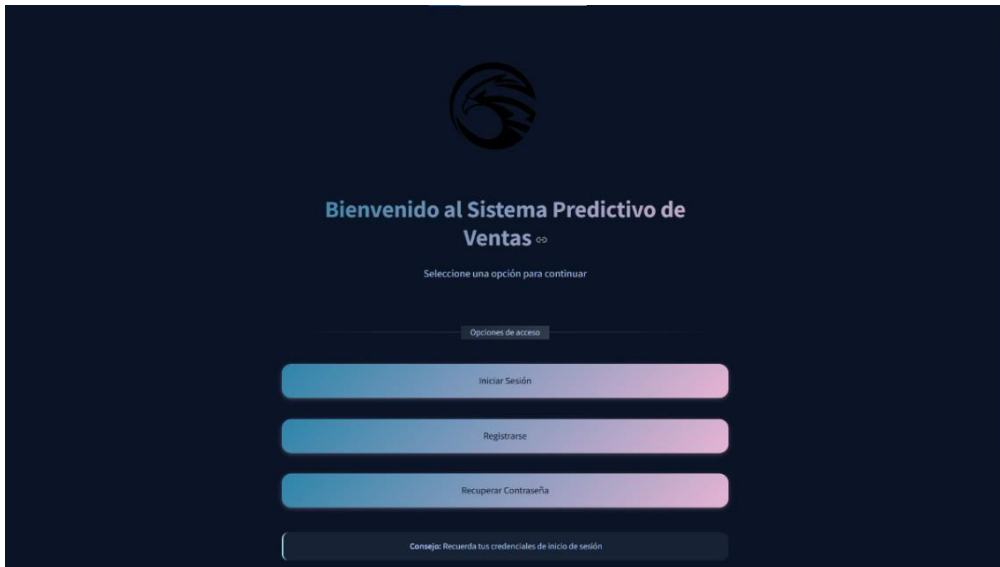 Bienvenido al Sistema Predictivo de
Ventas
Seleccione una opción para continuar
Opciones de acceso
Iniciar Sesión
Registrarse
Recuperar Contraseña
Consejo: Recuerda tus credenciales de inicio de sesión